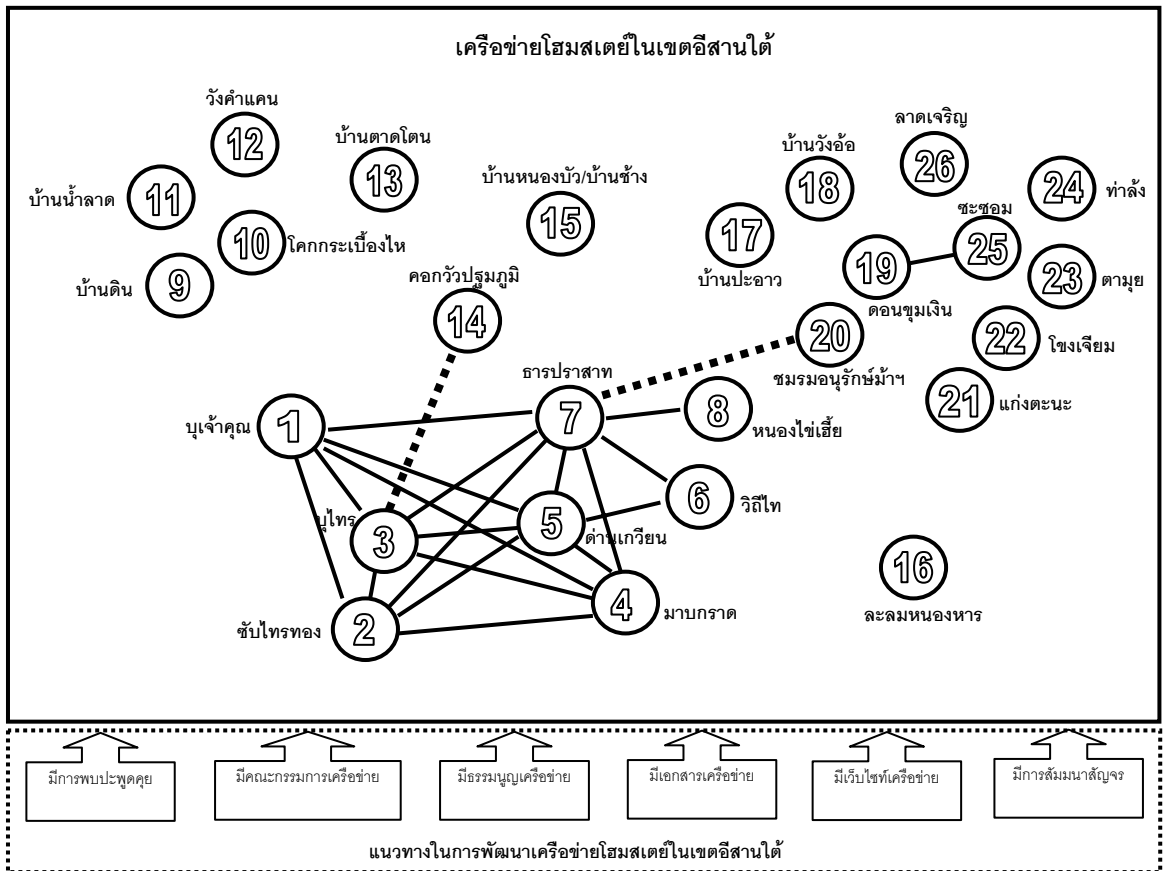 เครือข่ายโฮมสเตย์ในเขตอีสานใต้
วังคำแคน
12
บ้านตาดโตน
13
ลาดเจริญ
26
บ้านวังอ้อ
18
24
ท่าล้ง
บ้านน้ำลาด
11
บ้านหนองบัว/บ้านช้าง
15
ซะซอม
25
10
โคกกระเบื้องไห
17
บ้านปะอาว
19
ดอนขุมเงิน
23
ตามุย
บ้านดิน
9
คอกวัวปฐมภูมิ
14
20
ชมรมอนุรักษ์ม้าฯ
22
โขงเจียม
ธารปราสาท
7
8
หนองไข่เฮี้ย
21
แก่งตะนะ
บุเจ้าคุณ
1
6
วิถีไท
บุไทร
3
5
ด่านเกวียน
16
ละลมหนองหาร
ซับไทรทอง
2
4
มาบกราด
มีการพบปะพูดคุย
มีคณะกรรมการเครือข่าย
มีธรรมนูญเครือข่าย
มีเอกสารเครือข่าย
มีเว็บไซท์เครือข่าย
มีการสัมมนาสัญจร
แนวทางในการพัฒนาเครือข่ายโฮมสเตย์ในเขตอีสานใต้